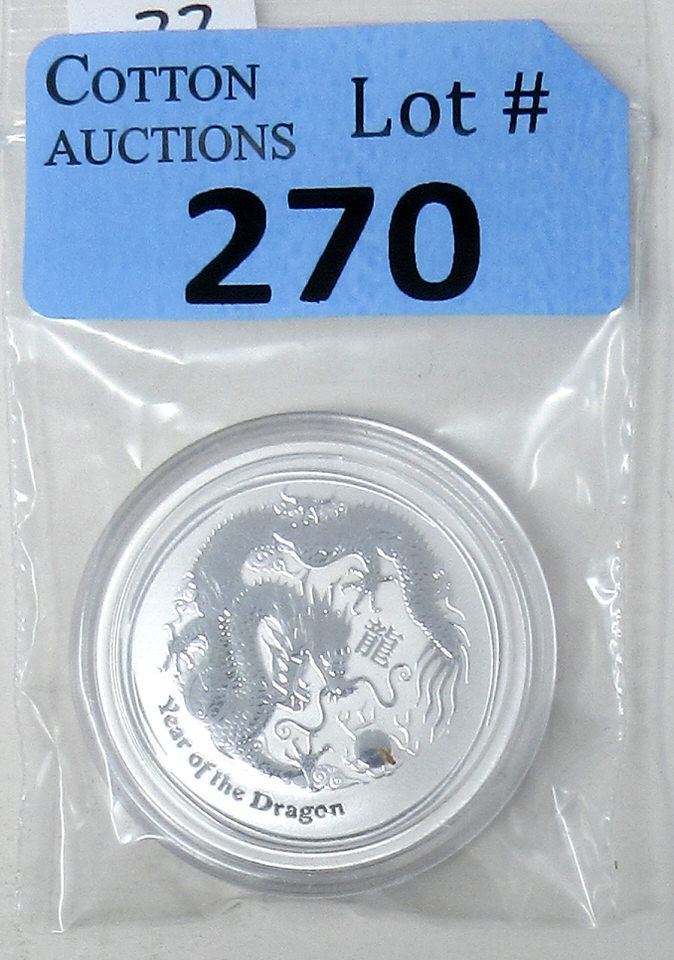 COTTON
AUCTIONS
Lot #
270
龍
Year of the Dragon